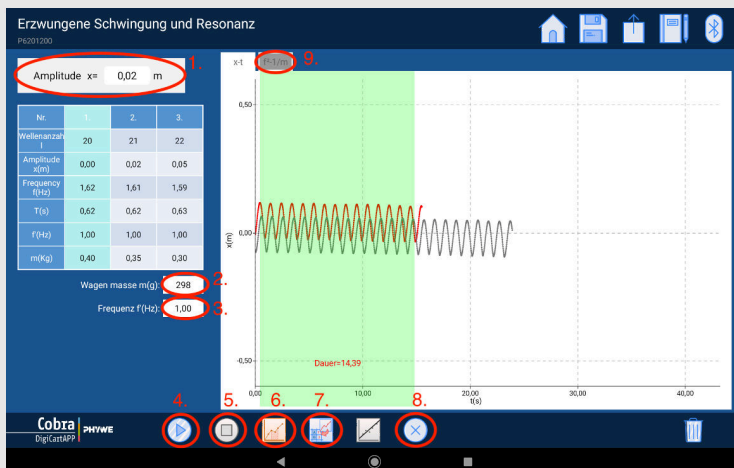 Erzwungene Schwingung und Resonanz
P6201200
Amplitude x= 0,02 m
1.
x-t
f²-1/m
9.
Nr. 1. 2. 3.
Wellenanzah
l
20 21 22
Amplitude
x(m)
0,00 0,02 0,05
Frequency
f(Hz)
1,62 1,61 1,59
T(s) 0,62 0,62 0,63
f'(Hz) 1,00 1,00 1,00
m(Kg) 0,40 0,35 0,30
Wagen masse m(g): 298
2.
Frequenz f'(Hz): 1,00
3.
0,50
0,00
-0,50
x(m)
Dauer=14,39
0,00 10,00 20,00 30,00 40,00
t(s)
4. 5. 6. 7. 8.
Cobra
DigiCartAPP
PHYWE